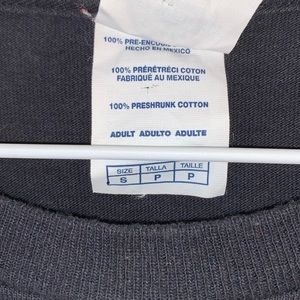 100% PRE-ENCOGIDO
HECHO EN MEXICO
100% PRÉRÉTRÉCI COTON
FABRIQUÉ AU MEXIQUE
100% PRESHRUNK COTTON
ADULT ADULTO ADULTE
SIZE TALLA TAILLE
S P P